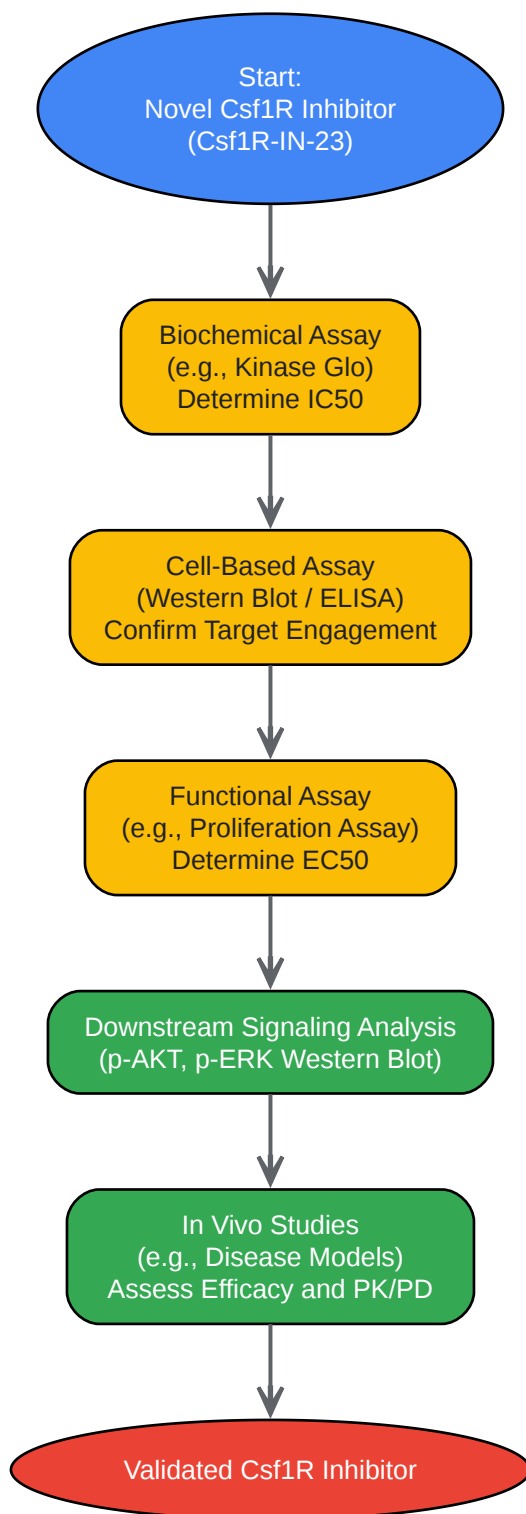 Start:
Novel Csf1R Inhibitor
(Csf1R-IN-23)
Biochemical Assay
(e.g., Kinase Glo)
Determine IC50
Cell-Based Assay
(Western Blot / ELISA)
Confirm Target Engagement
Functional Assay
(e.g., Proliferation Assay)
Determine EC50
Downstream Signaling Analysis
(p-AKT, p-ERK Western Blot)
In Vivo Studies
(e.g., Disease Models)
Assess Efficacy and PK/PD
Validated Csf1R Inhibitor